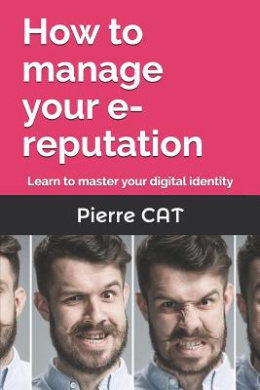 How to
manage
your e-
reputation
Learn to master your digital identity
Pierre CAT